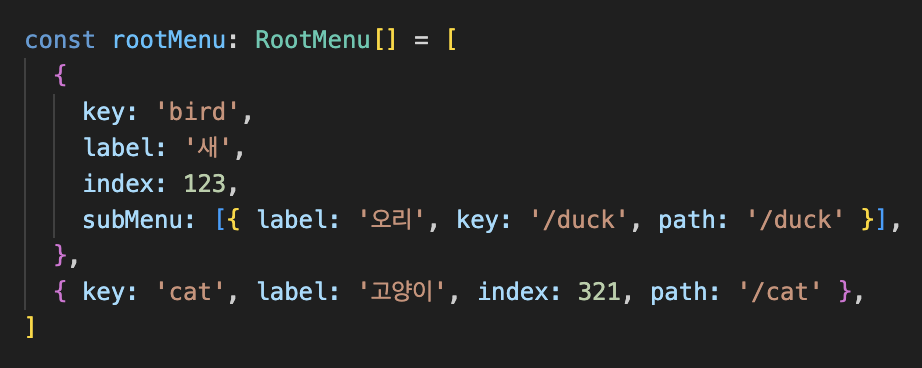 const rootMenu: RootMenu[] = [
  {
    key: 'bird',
    label: '새',
    index: 123,
    subMenu: [{ label: '오리', key: '/duck', path: '/duck' }],
  },
  { key: 'cat', label: '고양이', index: 321, path: '/cat' },
]